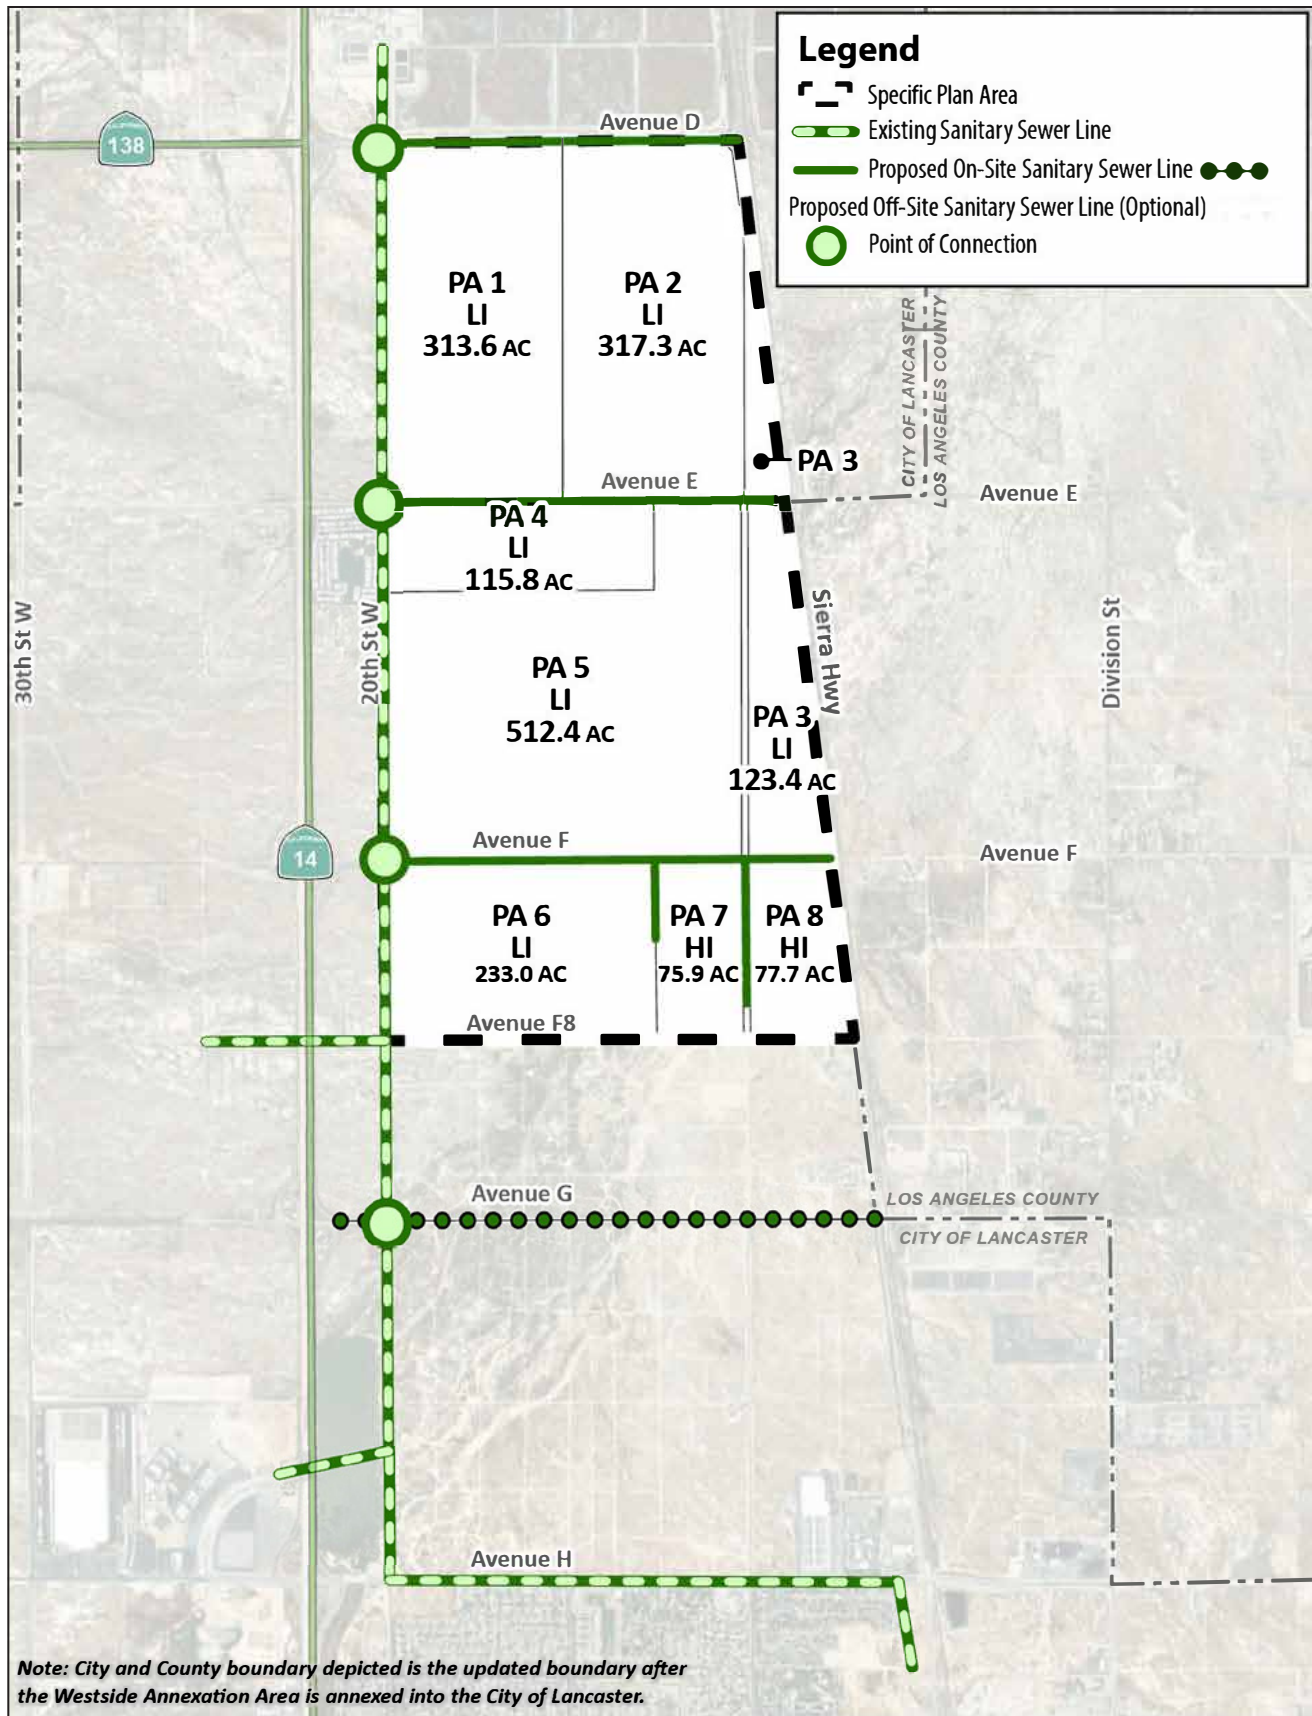 Legend
Specific Plan Area
Existing Sanitary Sewer Line
Proposed On-Site Sanitary Sewer Line
Proposed Off-Site Sanitary Sewer Line (Optional)
Point of Connection
138
Avenue D
PA 1
LI
313.6 AC
PA 2
LI
317.3 AC
CITY OF LANCASTER
LOS ANGELES COUNTY
PA 3
Avenue E
Avenue E
PA 4
LI
115.8 AC
30th St W
20th St W
Sierra Hwy
Division St
PA 5
LI
512.4 AC
PA 3
LI
123.4 AC
14
Avenue F
Avenue F
PA 6
LI
233.0 AC
PA 7
HI
75.9 AC
PA 8
HI
77.7 AC
Avenue F8
Avenue G
LOS ANGELES COUNTY
CITY OF LANCASTER
Avenue H
Note: City and County boundary depicted is the updated boundary after
the Westside Annexation Area is annexed into the City of Lancaster.